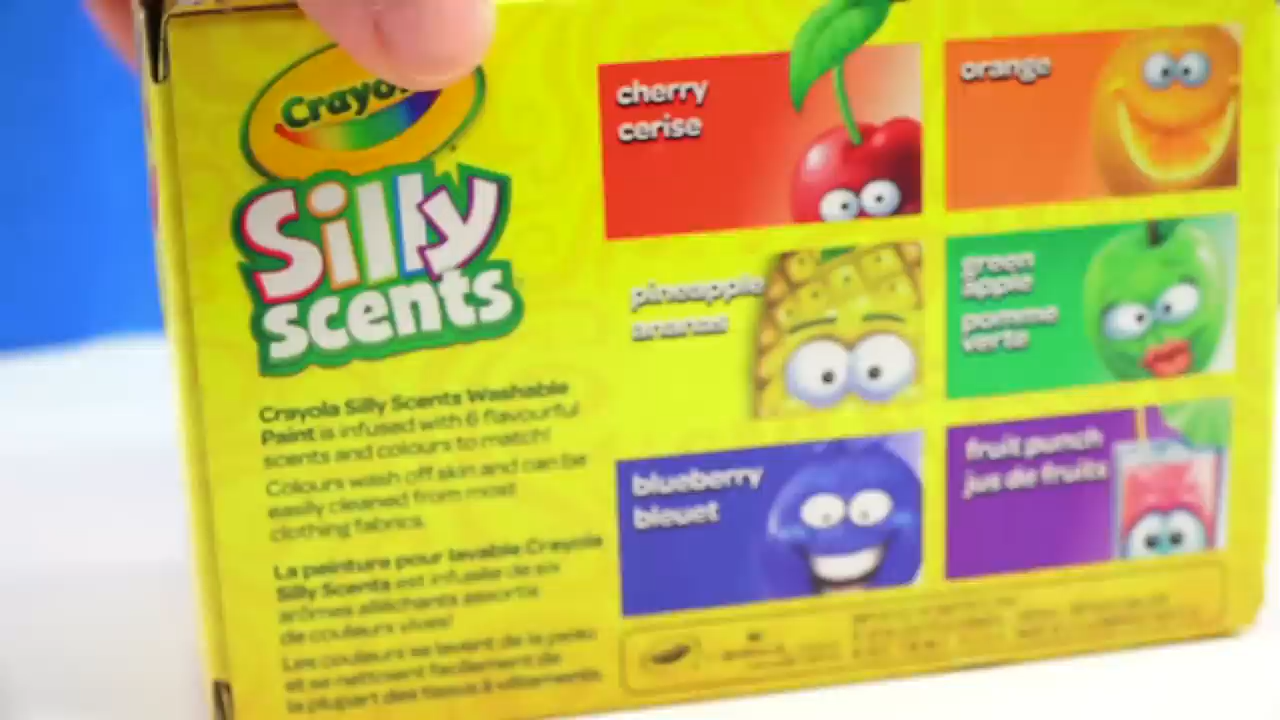 Crayo
Silly
scents
Crayola Silly Scents Washable
Paint is infused with 6 flavourful
scents and colours to match!
Colours wash off skin and can be
easily cleaned from most
clothing fabrics.
La peinture pour lavable Crayola
Silly Scents est infusée de six
arômes alléchants assortis
de couleurs vives!
Les couleurs se lavent de la peau
et se nettoient facilement de
la plupart des tissus à vêtements.
cherry
cerise
orange
pineapple
ananas
green
apple
pomme
verte
blueberry
bleuet
fruit punch
jus de fruits